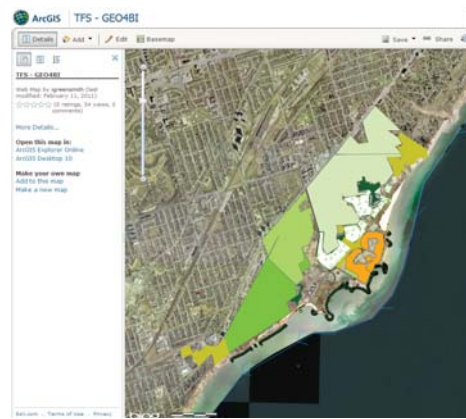 ArcGIS TFS - GEO4BI
Details Add Edit Basemap Save Share
TFS - GEO4BI
Web Map by
modified: February 11, 2011)
(0 ratings, 54 views, 0
comments)
More Details...
Open this map in:
ArcGIS Explorer Online
ArcGIS Desktop 10
Make your own map
Add to this map
Make a new map
Esri.com . Terms of Use . Privacy